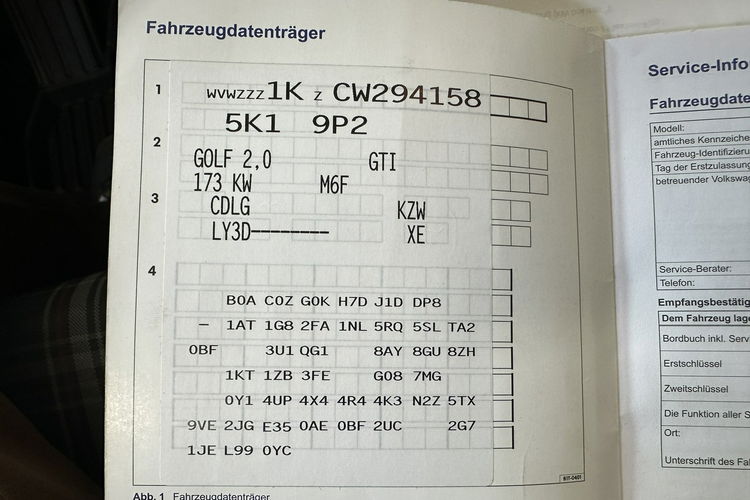 Fahrzeugdatenträger
1 WVWZZZ1K Z CW294158
5K1 9P2
2
GOLF 2,0 GTI
173 KW M6F
3 CDLG KZW
LY3D-------- XE
4
B0A C0Z G0K H7D J1D DP8
– 1AT 1G8 2FA 1NL 5RQ 5SL TA2
0BF 3U1 QG1 8AY 8GU 8ZH
1KT 1ZB 3FE G08 7MG
0Y1 4UP 4X4 4R4 4K3 N2Z 5TX
9VE 2JG E35 0AE 0BF 2UC 2G7
1JE L99 0YC
Abb. 1 Fahrzeugdatenträger
Service-Info
Fahrzeugdate
Modell:
amtliches Kennzeiche
Fahrzeug-Identifizieru
Tag der Erstzulassung
betreuender Volkswag
Service-Berater:
Telefon:
Empfangsbestätig
Dem Fahrzeug lage
Bordbuch inkl. Serv
Erstschlüssel
Zweitschlüssel
Die Funktion aller S
Ort:
Unterschrift des Fal